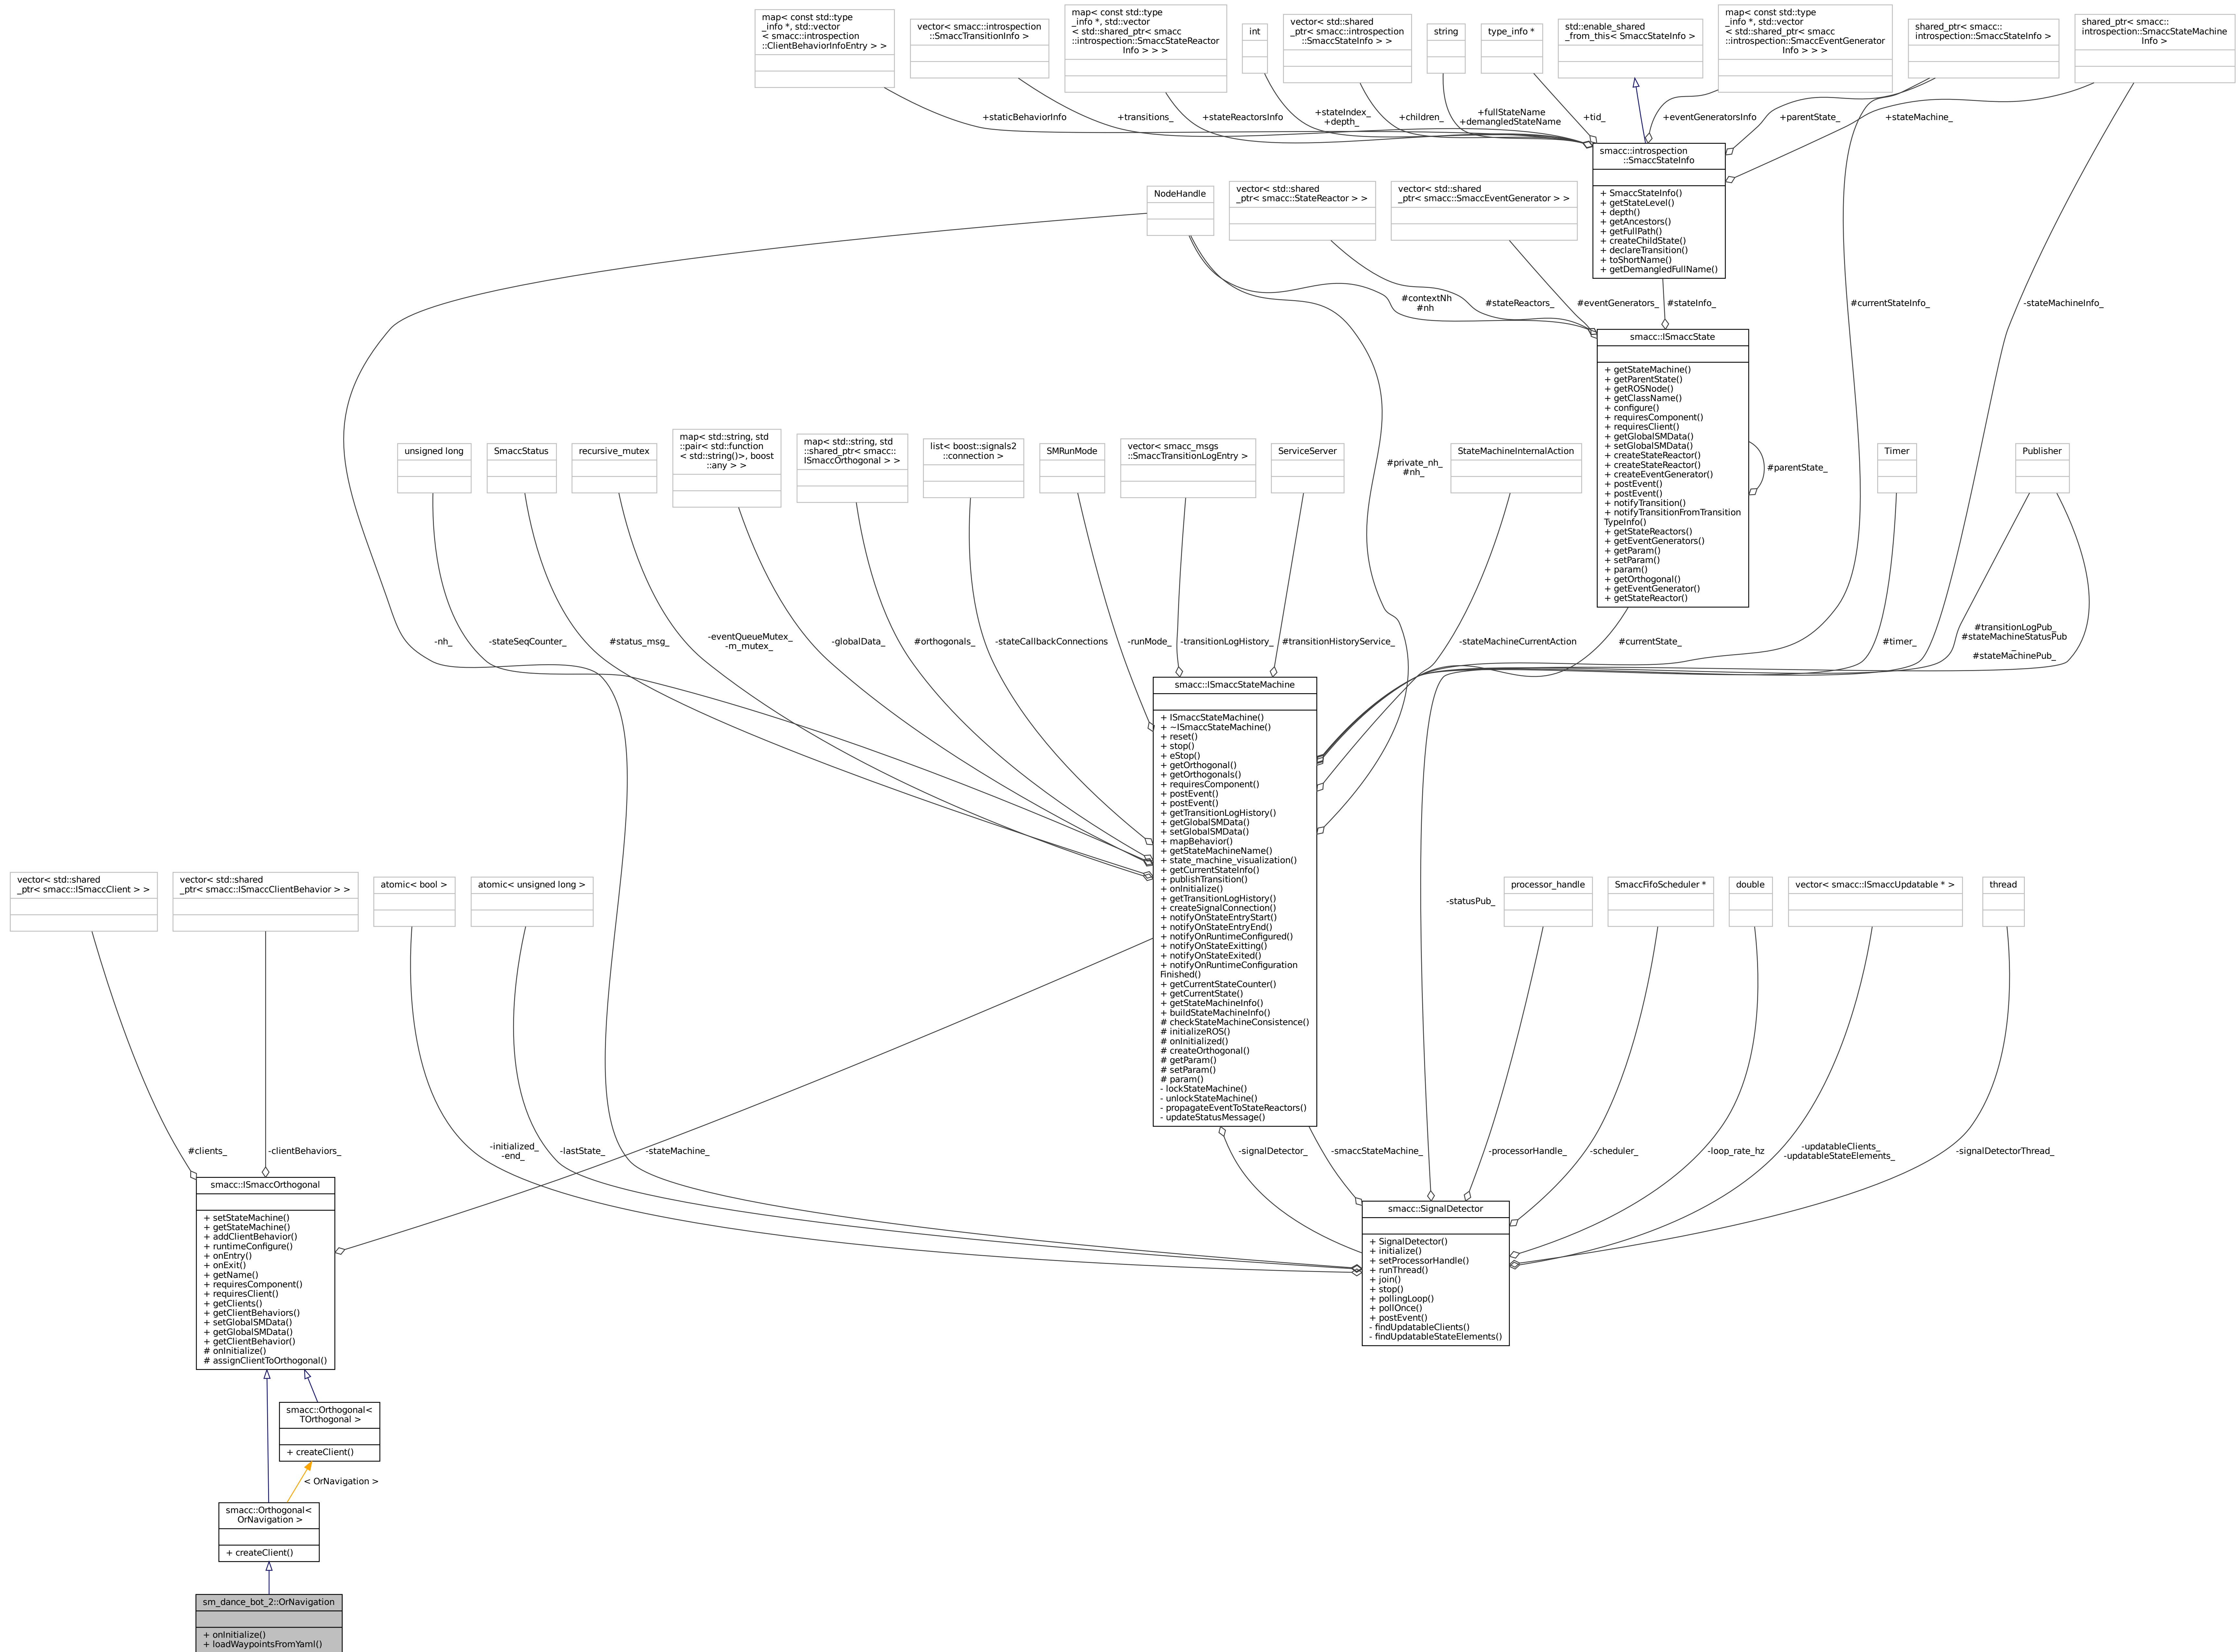 map< const std::type
_info *, std::vector
< smacc::introspection
::ClientBehaviorInfoEntry > >
vector< smacc::introspection
::SmaccTransitionInfo >
map< const std::type
_info *, std::vector
< std::shared_ptr< smacc
::introspection::SmaccStateReactor
Info > > >
int
vector< std::shared
_ptr< smacc::introspection
::SmaccStateInfo > >
string
type_info *
std::enable_shared
_from_this< SmaccStateInfo >
map< const std::type
_info *, std::vector
< std::shared_ptr< smacc
::introspection::SmaccEventGenerator
Info > > >
shared_ptr< smacc::
introspection::SmaccStateInfo >
shared_ptr< smacc::
introspection::SmaccStateMachine
Info >
+staticBehaviorInfo
+transitions_
+stateReactorsInfo
+stateIndex_
+depth_
+children_
+fullStateName
+demangledStateName
+tid_
+eventGeneratorsInfo
+parentState_
+stateMachine_
smacc::introspection
::SmaccStateInfo
+ SmaccStateInfo()
+ getStateLevel()
+ depth()
+ getAncestors()
+ getFullPath()
+ createChildState()
+ declareTransition()
+ toShortName()
+ getDemangledFullName()
NodeHandle
vector< std::shared
_ptr< smacc::StateReactor > >
vector< std::shared
_ptr< smacc::SmaccEventGenerator > >
#contextNh
#nh
#stateReactors_
#eventGenerators_
#stateInfo_
#currentStateInfo_
-stateMachineInfo_
smacc::ISmaccState
+ getStateMachine()
+ getParentState()
+ getROSNode()
+ getClassName()
+ configure()
+ requiresComponent()
+ requiresClient()
+ getGlobalSMData()
+ setGlobalSMData()
+ createStateReactor()
+ createStateReactor()
+ createEventGenerator()
+ postEvent()
+ postEvent()
+ notifyTransition()
+ notifyTransitionFromTransition
TypeInfo()
+ getStateReactors()
+ getEventGenerators()
+ getParam()
+ setParam()
+ param()
+ getOrthogonal()
+ getEventGenerator()
+ getStateReactor()
#parentState_
unsigned long
SmaccStatus
recursive_mutex
map< std::string, std
::pair< std::function
< std::string()>, boost
::any > >
map< std::string, std
::shared_ptr< smacc::
ISmaccOrthogonal > >
list< boost::signals2
::connection >
SMRunMode
vector< smacc_msgs
::SmaccTransitionLogEntry >
ServiceServer
#private_nh_
#nh_
StateMachineInternalAction
Timer
Publisher
-nh_
-stateSeqCounter_
#status_msg_
-eventQueueMutex_
-m_mutex_
-globalData_
#orthogonals_
-stateCallbackConnections
-runMode_
-transitionLogHistory_
#transitionHistoryService_
-stateMachineCurrentAction
#currentState_
#timer_
#transitionLogPub_
#stateMachineStatusPub
_
#stateMachinePub_
smacc::ISmaccStateMachine
+ ISmaccStateMachine()
+ ~ISmaccStateMachine()
+ reset()
+ stop()
+ eStop()
+ getOrthogonal()
+ getOrthogonals()
+ requiresComponent()
+ postEvent()
+ postEvent()
+ getTransitionLogHistory()
+ getGlobalSMData()
+ setGlobalSMData()
+ mapBehavior()
+ getStateMachineName()
+ state_machine_visualization()
+ getCurrentStateInfo()
+ publishTransition()
+ onInitialize()
+ getTransitionLogHistory()
+ createSignalConnection()
+ notifyOnStateEntryStart()
+ notifyOnStateEntryEnd()
+ notifyOnRuntimeConfigured()
+ notifyOnStateExitting()
+ notifyOnStateExited()
+ notifyOnRuntimeConfiguration
Finished()
+ getCurrentStateCounter()
+ getCurrentState()
+ getStateMachineInfo()
+ buildStateMachineInfo()
# checkStateMachineConsistence()
# initializeROS()
# onInitialized()
# createOrthogonal()
# getParam()
# setParam()
# param()
- lockStateMachine()
- unlockStateMachine()
- propagateEventToStateReactors()
- updateStatusMessage()
vector< std::shared
_ptr< smacc::ISmaccClient > >
vector< std::shared
_ptr< smacc::ISmaccClientBehavior > >
atomic< bool >
atomic< unsigned long >
-statusPub_
processor_handle
SmaccFifoScheduler *
double
vector< smacc::ISmaccUpdatable * >
thread
#clients_
-clientBehaviors_
-initialized_
-end_
-lastState_
-stateMachine_
-signalDetector_
-smaccStateMachine_
-processorHandle_
-scheduler_
-loop_rate_hz
-updatableClients_
-updatableStateElements_
-signalDetectorThread_
smacc::ISmaccOrthogonal
+ setStateMachine()
+ getStateMachine()
+ addClientBehavior()
+ runtimeConfigure()
+ onEntry()
+ onExit()
+ getName()
+ requiresComponent()
+ requiresClient()
+ getClients()
+ getClientBehaviors()
+ setGlobalSMData()
+ getGlobalSMData()
+ getClientBehavior()
# onInitialize()
# assignClientToOrthogonal()
smacc::SignalDetector
+ SignalDetector()
+ initialize()
+ setProcessorHandle()
+ runThread()
+ join()
+ stop()
+ pollingLoop()
+ pollOnce()
+ postEvent()
- findUpdatableClients()
- findUpdatableStateElements()
smacc::Orthogonal<
TOrthogonal >
+ createClient()
< OrNavigation >
smacc::Orthogonal<
OrNavigation >
+ createClient()
sm_dance_bot_2::OrNavigation
+ onInitialize()
+ loadWaypointsFromYaml()